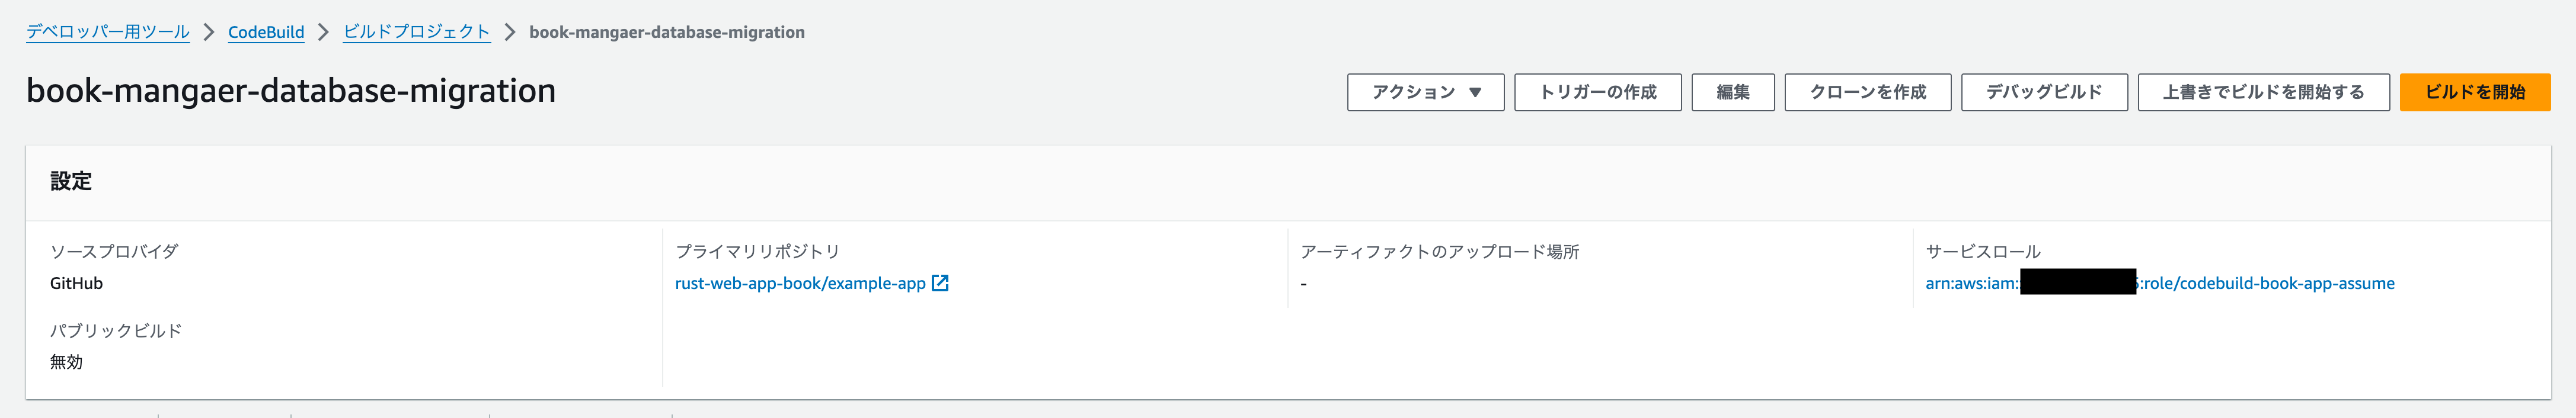 デベロッパー用ツール > CodeBuild > ビルドプロジェクト > book-mangaer-database-migration
book-mangaer-database-migration
アクション ▼ トリガーの作成 編集 クローンを作成 デバッグビルド 上書きでビルドを開始する ビルドを開始
設定
ソースプロバイダ
GitHub
パブリックビルド
無効
プライマリリポジトリ
rust-web-app-book/example-app
アーティファクトのアップロード場所
-
サービスロール
arn:aws:iam: :role/codebuild-book-app-assume